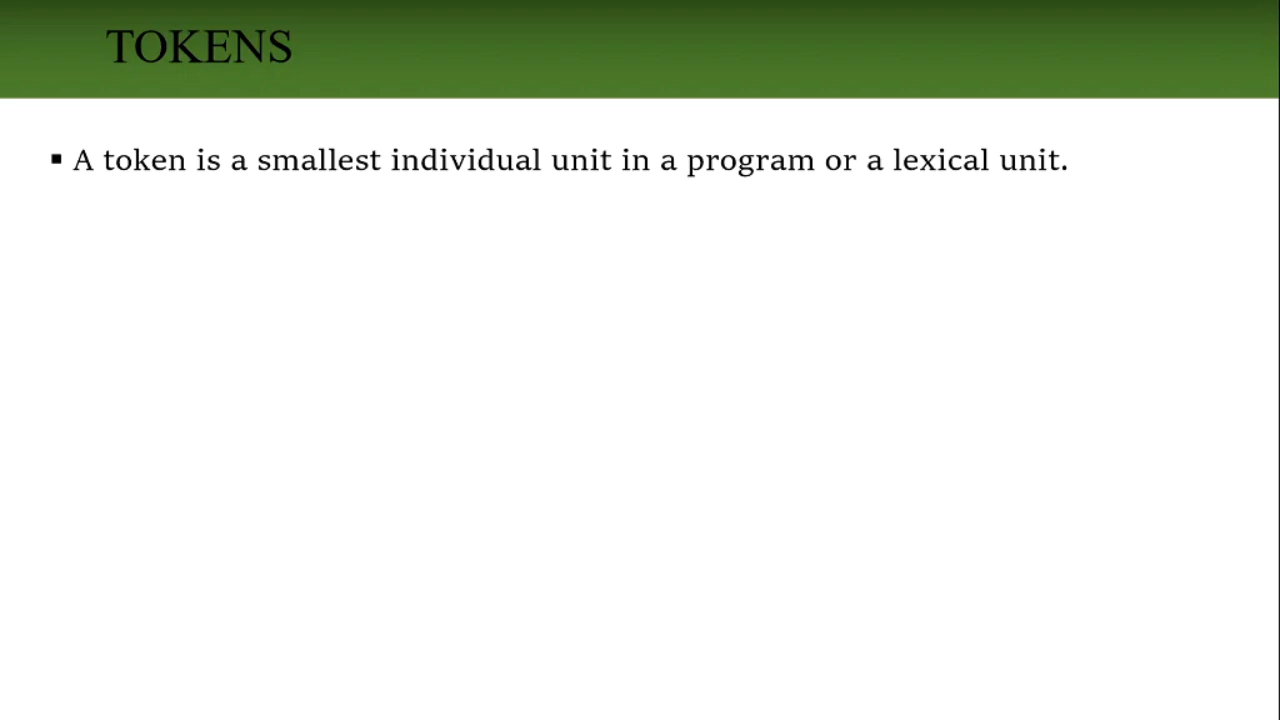 TOKENS
▪ A token is a smallest individual unit in a program or a lexical unit.